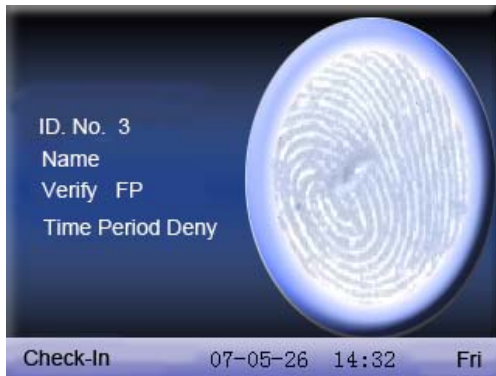 ID. No. 3
Name
Verify FP
Time Period Deny
Check-In 07-05-26 14:32 Fri